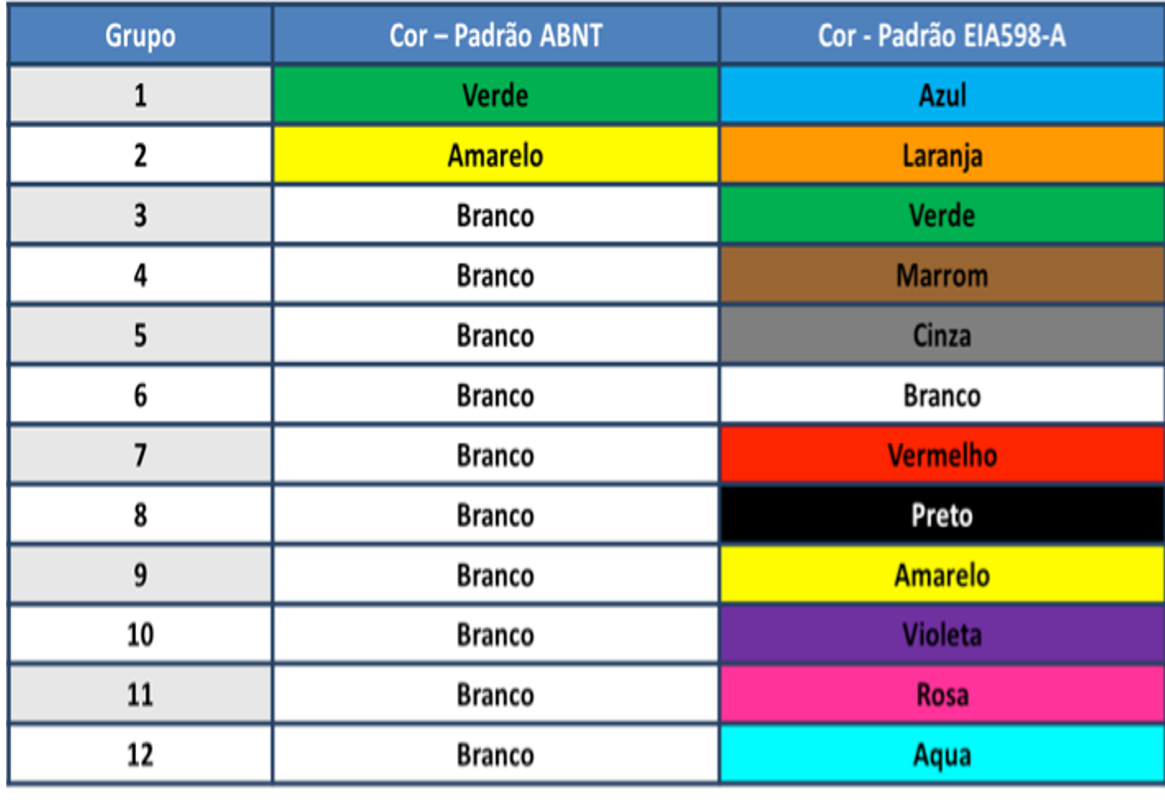 Grupo Cor – Padrão ABNT Cor - Padrão EIA598-A
1 Verde Azul
2 Amarelo Laranja
3 Branco Verde
4 Branco Marrom
5 Branco Cinza
6 Branco Branco
7 Branco Vermelho
8 Branco Preto
9 Branco Amarelo
10 Branco Violeta
11 Branco Rosa
12 Branco Aqua